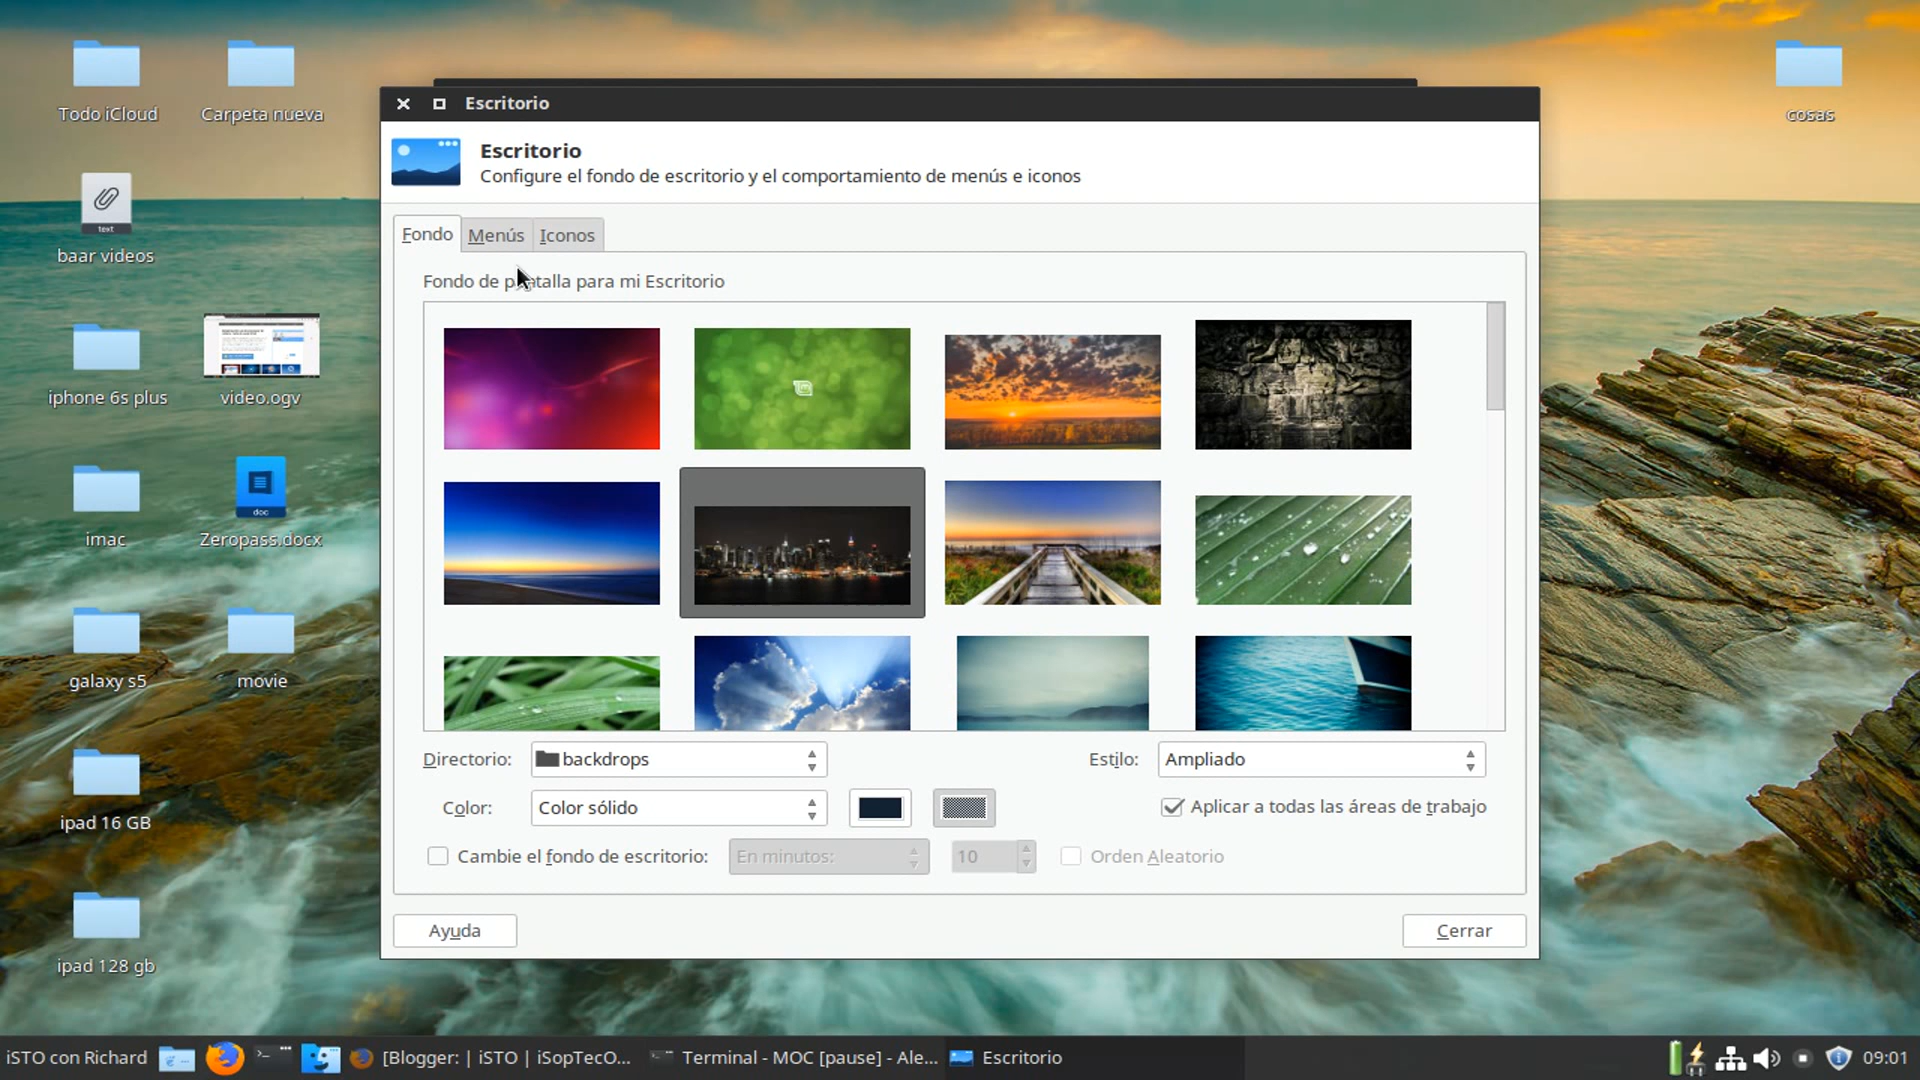 Todo iCloud
Carpeta nueva
cosas
text
baar videos
iphone 6s plus
video.ogv
imac
doc
Zeropass.docx
galaxy s5
movie
ipad 16 GB
ipad 128 gb
Escritorio
Escritorio
Configure el fondo de escritorio y el comportamiento de menús e iconos
Fondo
Menús
Iconos
Fondo de pantalla para mi Escritorio
Directorio:
backdrops
Estilo:
Ampliado
Color:
Color sólido
Aplicar a todas las áreas de trabajo
Cambie el fondo de escritorio:
En minutos:
10
Orden Aleatorio
Ayuda
Cerrar
iSTO con Richard
[Blogger: | iSTO | iSopTecO...
Terminal - MOC [pause] - Ale...
Escritorio
09:01